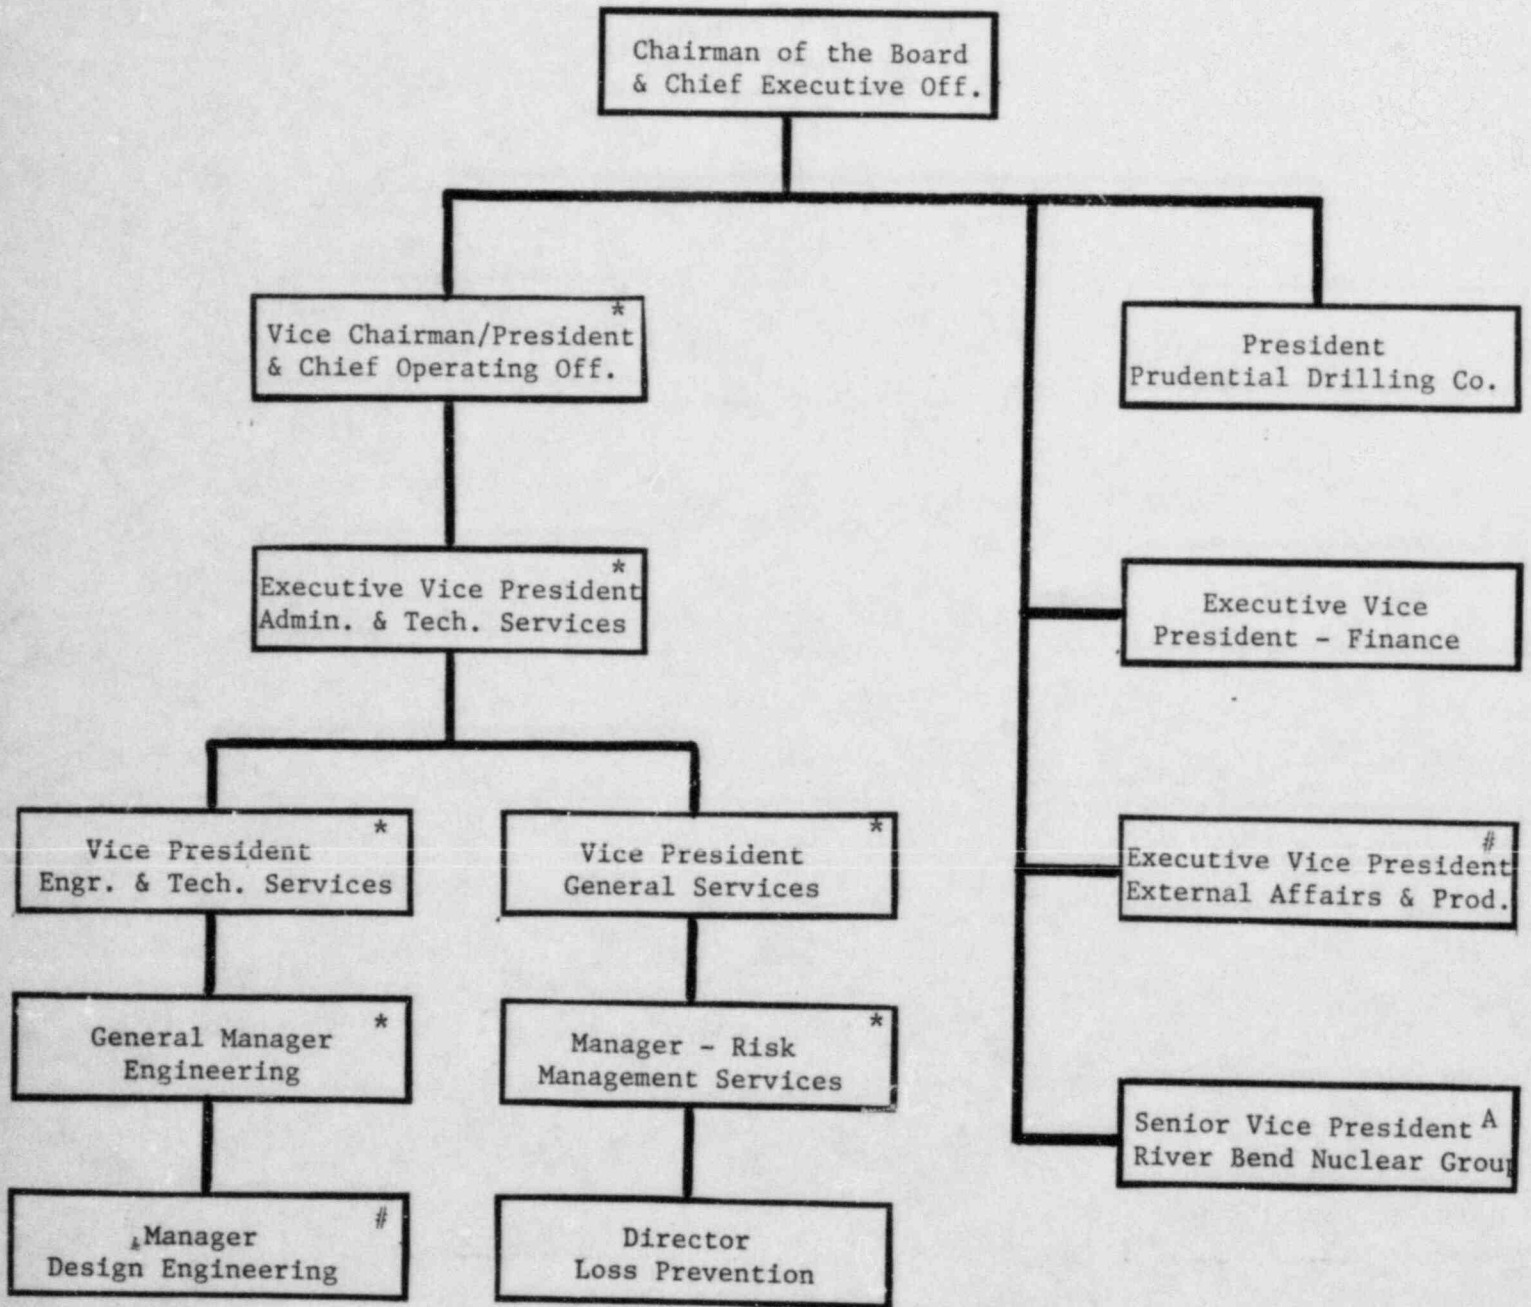 Chairman of the Board
& Chief Executive Off.
*
Vice Chairman/President
& Chief Operating Off.
President
Prudential Drilling Co.
*
Executive Vice President
Admin. & Tech. Services
Executive Vice
President - Finance
*
Vice President
Engr. & Tech. Services
*
Vice President
General Services
#
Executive Vice President
External Affairs & Prod.
*
General Manager
Engineering
*
Manager - Risk
Management Services
Senior Vice President A
River Bend Nuclear Group
#
Manager
Design Engineering
Director
Loss Prevention